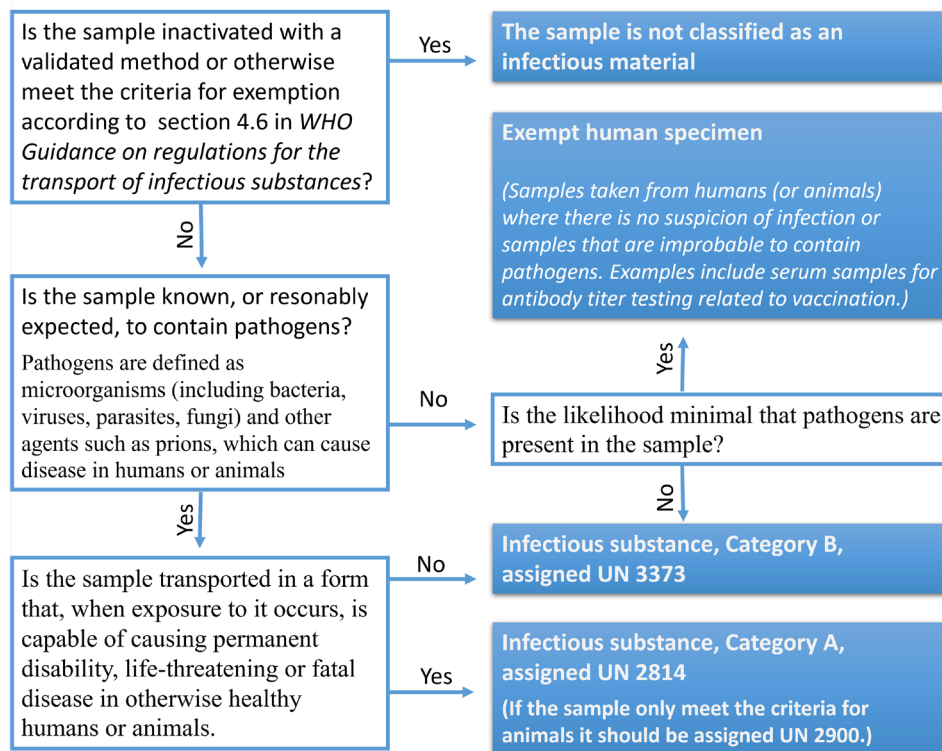 Is the sample inactivated with a
validated method or otherwise
meet the criteria for exemption
according to section 4.6 in WHO
Guidance on regulations for the
transport of infectious substances?
Yes
The sample is not classified as an
infectious material
Exempt human specimen
(Samples taken from humans (or animals)
where there is no suspicion of infection or
samples that are improbable to contain
pathogens. Examples include serum samples for
antibody titer testing related to vaccination.)
No
Is the sample known, or resonably
expected, to contain pathogens?
Pathogens are defined as
microorganisms (including bacteria,
viruses, parasites, fungi) and other
agents such as prions, which can cause
disease in humans or animals
No
Yes
Is the likelihood minimal that pathogens are
present in the sample?
No
Yes
Infectious substance, Category B,
assigned UN 3373
Is the sample transported in a form
that, when exposure to it occurs, is
capable of causing permanent
disability, life-threatening or fatal
disease in otherwise healthy
humans or animals.
No
Yes
Infectious substance, Category A,
assigned UN 2814
(If the sample only meet the criteria for
animals it should be assigned UN 2900.)